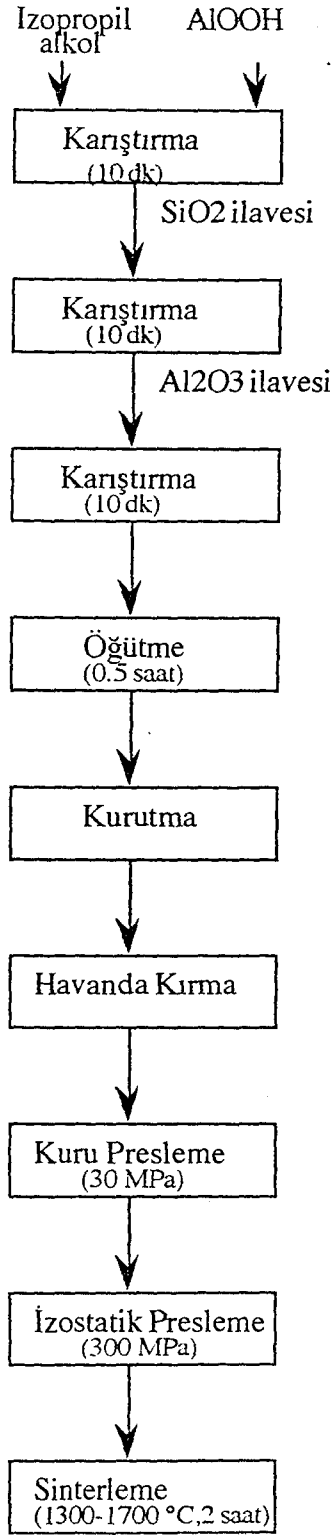 Izopropil
alkol
AlOOH
Karıştırma
(10 dk)
SiO2 ilavesi
Karıştırma
(10 dk)
Al2O3 ilavesi
Karıştırma
(10 dk)
Öğütme
(0.5 saat)
Kurutma
Havanda Kırma
Kuru Presleme
(30 MPa)
İzostatik Presleme
(300 MPa)
Sinterleme
(1300-1700 °C,2 saat)